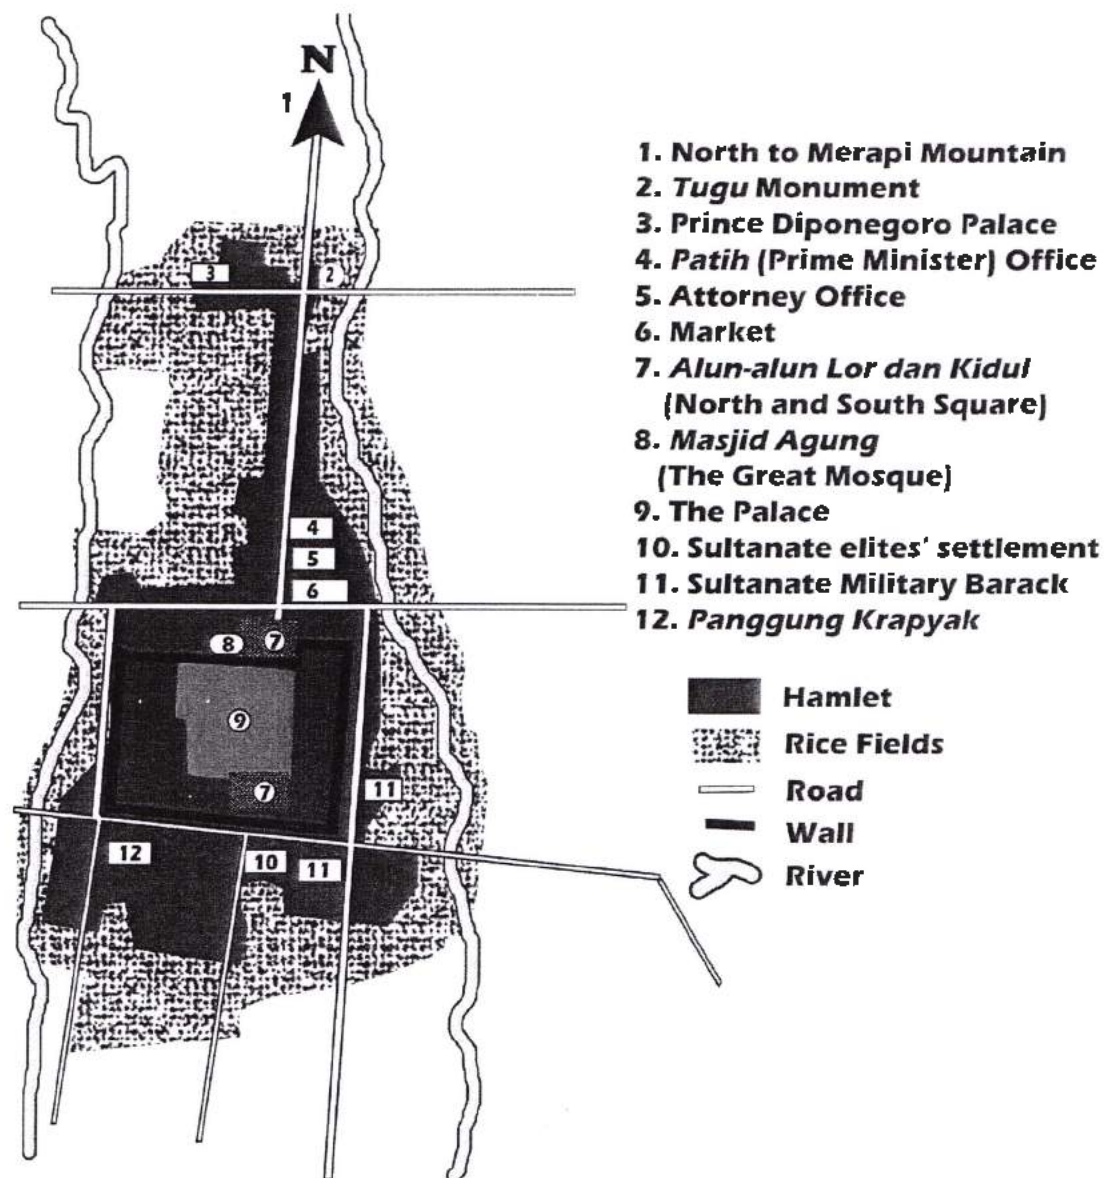 N
1
3
2
4
5
6
8
7
9
7
11
12
10
11
1. North to Merapi Mountain
2. Tugu Monument
3. Prince Diponegoro Palace
4. Patih (Prime Minister) Office
5. Attorney Office
6. Market
7. Alun-alun Lor dan Kidul
(North and South Square)
8. Masjid Agung
(The Great Mosque)
9. The Palace
10. Sultanate elites' settlement
11. Sultanate Military Barack
12. Panggung Krapyak
Hamlet
Rice Fields
Road
Wall
River